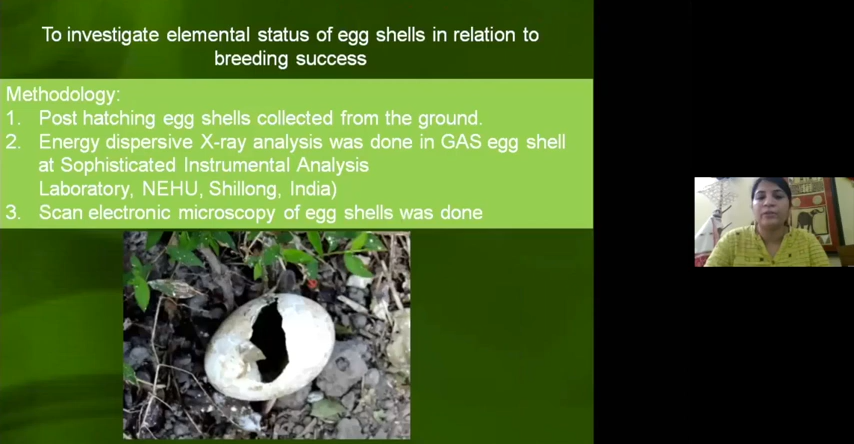 To investigate elemental status of egg shells in relation to
breeding success
Methodology:
1. Post hatching egg shells collected from the ground.
2. Energy dispersive X-ray analysis was done in GAS egg shell
at Sophisticated Instrumental Analysis
Laboratory, NEHU, Shillong, India)
3. Scan electronic microscopy of egg shells was done